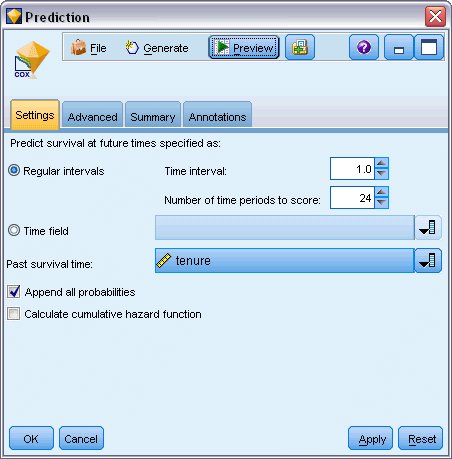 Prediction
File Generate Preview
COX
Settings Advanced Summary Annotations
Predict survival at future times specified as:
Regular intervals Time interval: 1.0
Number of time periods to score: 24
Time field
Past survival time: tenure
Append all probabilities
Calculate cumulative hazard function
OK Cancel Apply Reset